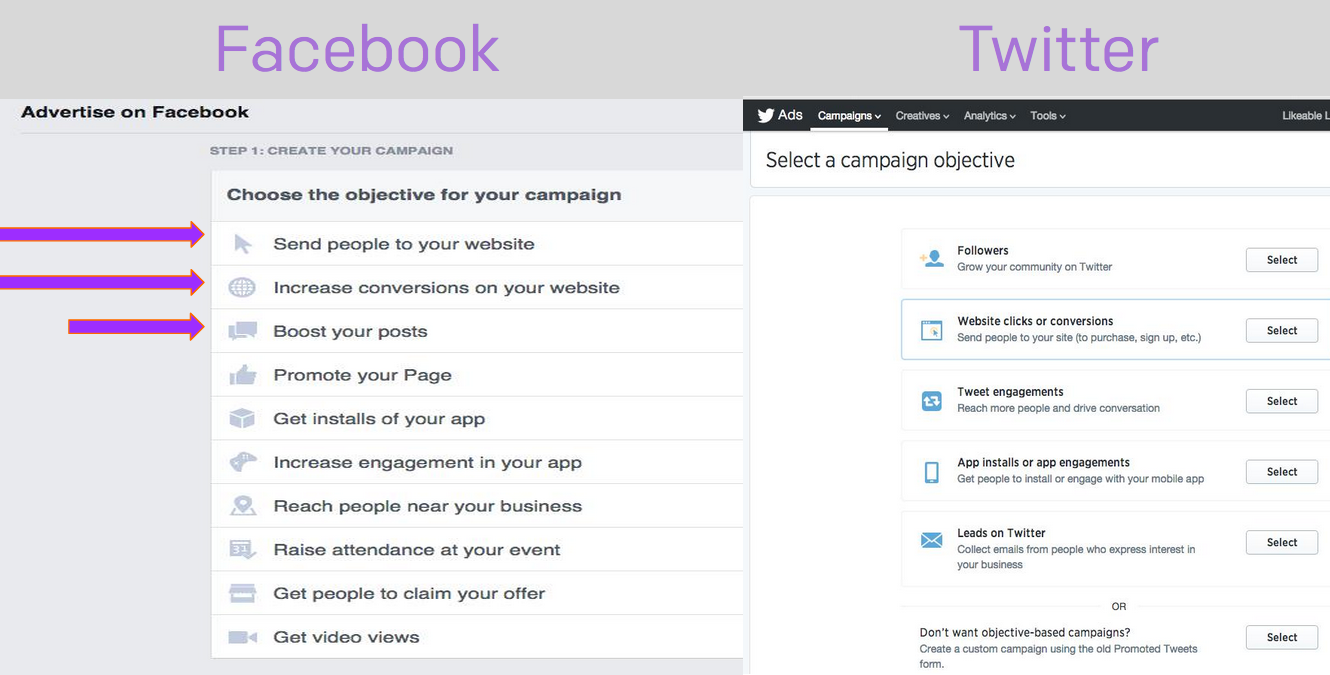 Facebook
Twitter
Advertise on Facebook
STEP 1: CREATE YOUR CAMPAIGN
Choose the objective for your campaign
Send people to your website
Increase conversions on your website
Boost your posts
Promote your Page
Get installs of your app
Increase engagement in your app
Reach people near your business
31
Raise attendance at your event
Get people to claim your offer
Get video views
Ads Campaigns Creatives Analytics Tools Likeable L
Select a campaign objective
Followers
Grow your community on Twitter
Select
Website clicks or conversions
Send people to your site (to purchase, sign up, etc.)
Select
Tweet engagements
Reach more people and drive conversation
Select
App installs or app engagements
Get people to install or engage with your mobile app
Select
Leads on Twitter
Collect emails from people who express interest in
your business
Select
OR
Don't want objective-based campaigns?
Create a custom campaign using the old Promoted Tweets
form.
Select